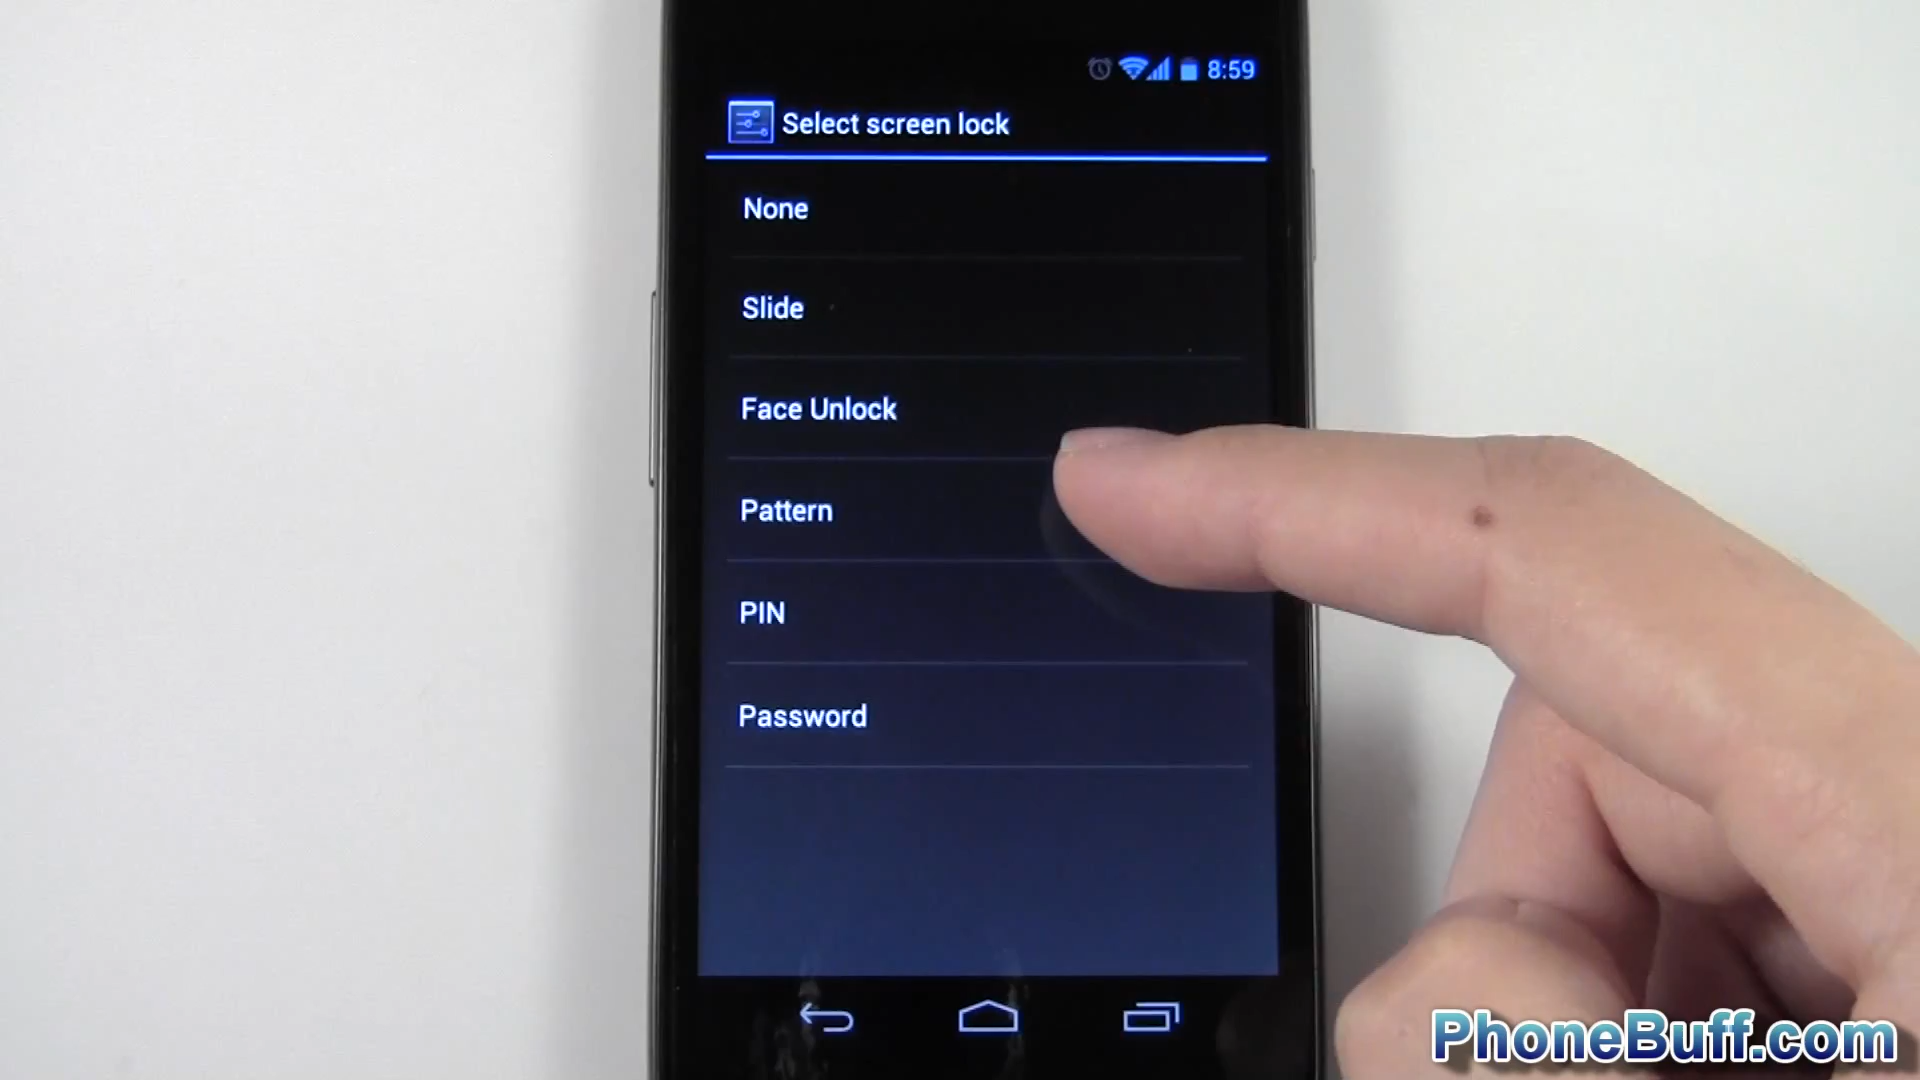 8:59
Select screen lock
None
Slide
Face Unlock
Pattern
PIN
Password
PhoneBuff.com